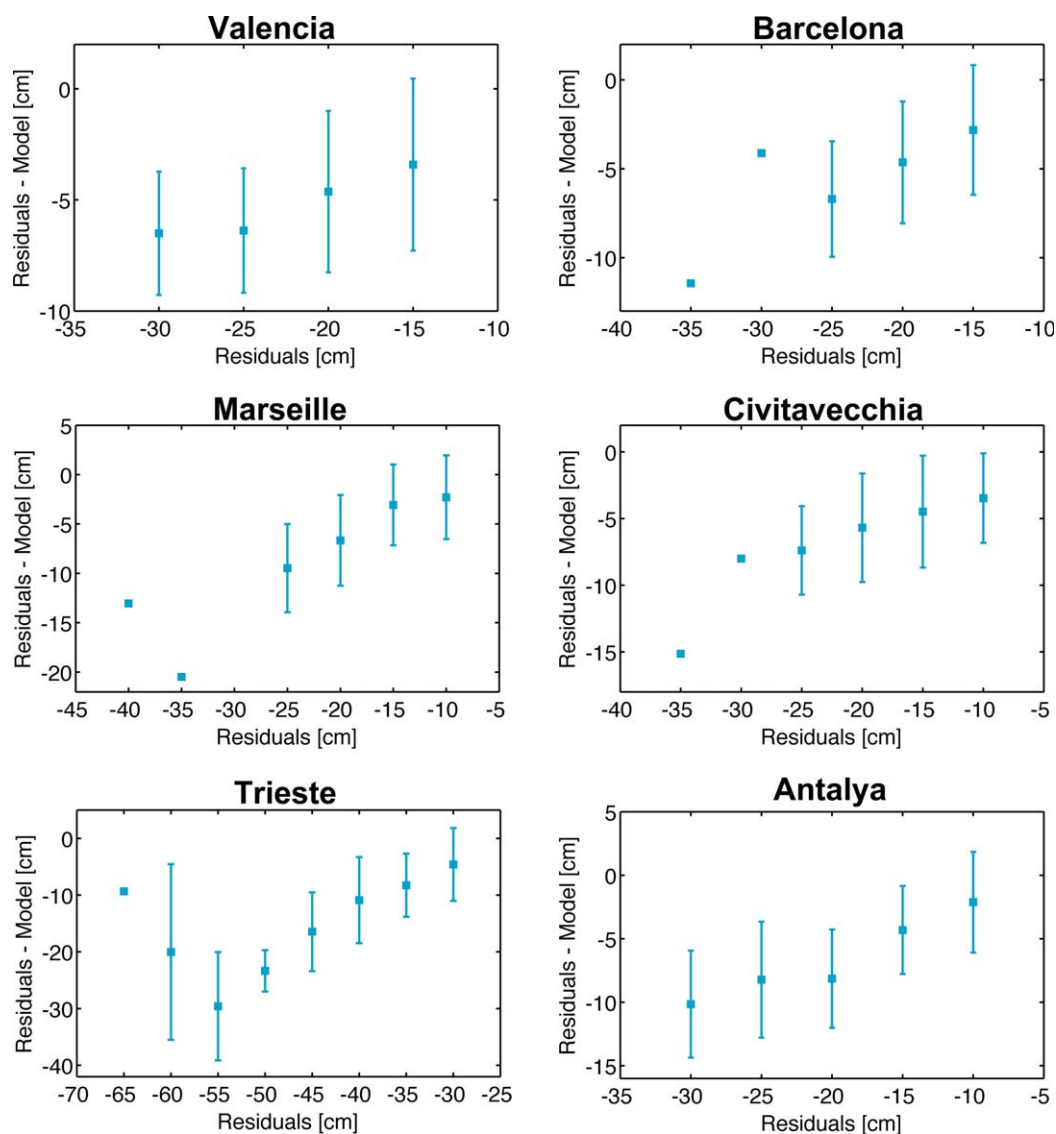 Valencia
Residuals - Model [cm]
0
-5
-10
-35 -30 -25 -20 -15 -10
Residuals [cm]
Barcelona
Residuals - Model [cm]
0
-5
-10
-40 -35 -30 -25 -20 -15 -10
Residuals [cm]
Marseille
Residuals - Model [cm]
5
0
-5
-10
-15
-20
-45 -40 -35 -30 -25 -20 -15 -10 -5
Residuals [cm]
Civitavecchia
Residuals - Model [cm]
0
-5
-10
-15
-40 -35 -30 -25 -20 -15 -10 -5
Residuals [cm]
Trieste
Residuals - Model [cm]
0
-10
-20
-30
-40
-70 -65 -60 -55 -50 -45 -40 -35 -30 -25
Residuals [cm]
Antalya
Residuals - Model [cm]
5
0
-5
-10
-15
-35 -30 -25 -20 -15 -10 -5
Residuals [cm]